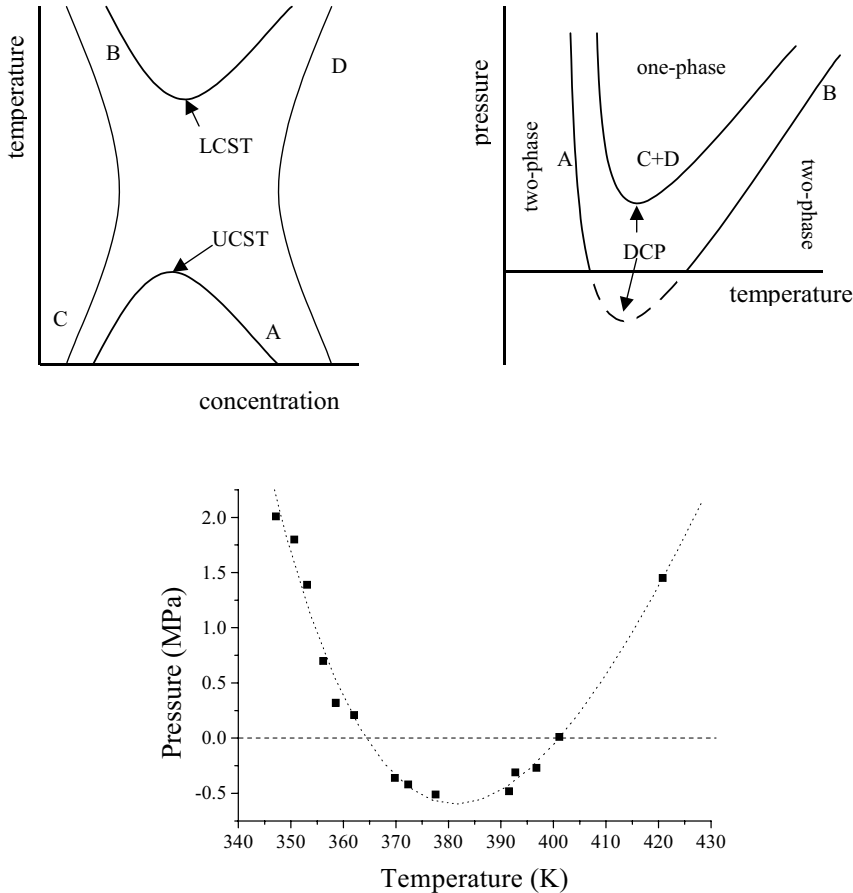 temperature
B
D
LCST
UCST
C
A
concentration
pressure
one-phase
B
two-phase
A
C+D
two-phase
DCP
temperature
Pressure (MPa)
2.0
1.5
1.0
0.5
0.0
-0.5
340 350 360 370 380 390 400 410 420 430
Temperature (K)